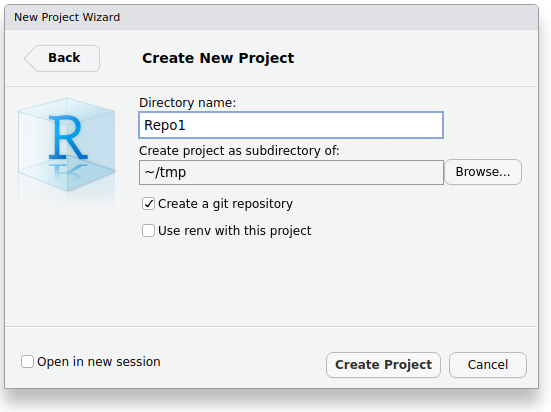 New Project Wizard
Back
Create New Project
R
Directory name:
Repo1
Create project as subdirectory of:
~/tmp
Browse...
Create a git repository
Use renv with this project
Open in new session
Create Project
Cancel